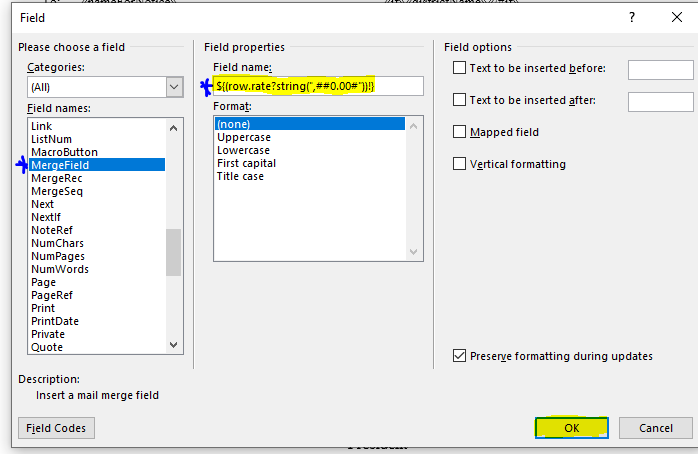 Field
?
Please choose a field
Categories:
(All)
Field names:
Link
ListNum
MacroButton
MergeField
MergeRec
MergeSeq
Next
NextIf
NoteRef
NumChars
NumPages
NumWords
Page
PageRef
Print
PrintDate
Private
Quote
Field properties
Field name:
${(row.rate?string(",##0.00#"))!}
Format:
(none)
Uppercase
Lowercase
First capital
Title case
Field options
Text to be inserted before:
Text to be inserted after:
Mapped field
Vertical formatting
Preserve formatting during updates
Description:
Insert a mail merge field
Field Codes
OK
Cancel